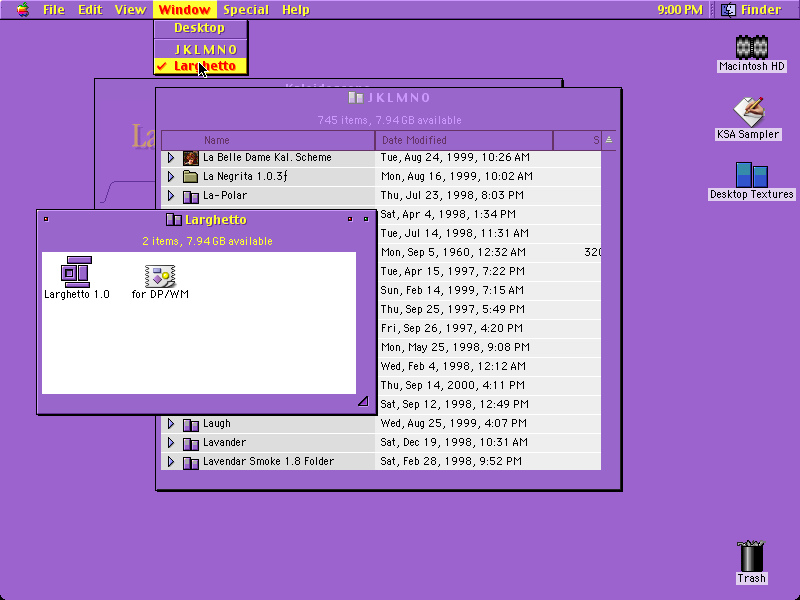 File Edit View Window Special Help 9:00 PM Finder
Desktop
JKLMNO
Larghetto
Macintosh HD
KSA Sampler
Desktop Textures
Trash
La
JKLMNO
745 items, 7.94 GB available
Name Date Modified S
La Belle Dame Kal. Scheme Tue, Aug 24, 1999, 10:26 AM
La Negrita 1.0.3ƒ Mon, Aug 16, 1999, 10:02 AM
La-Polar Thu, Jul 23, 1998, 8:03 PM
Sat, Apr 4, 1998, 1:34 PM
Tue, Jul 14, 1998, 11:31 AM
Mon, Sep 5, 1960, 12:32 AM 320
Tue, Apr 15, 1997, 7:22 PM
Sun, Feb 14, 1999, 7:15 AM
Thu, Sep 25, 1997, 5:49 PM
Fri, Sep 26, 1997, 4:20 PM
Mon, May 25, 1998, 9:08 PM
Wed, Feb 4, 1998, 12:12 AM
Thu, Sep 14, 2000, 4:11 PM
Sat, Sep 12, 1998, 12:49 PM
Laugh Wed, Aug 25, 1999, 4:07 PM
Lavander Sat, Dec 19, 1998, 10:31 AM
Lavendar Smoke 1.8 Folder Sat, Feb 28, 1998, 9:52 PM
Larghetto
2 items, 7.94 GB available
Larghetto 1.0
for DP/WM